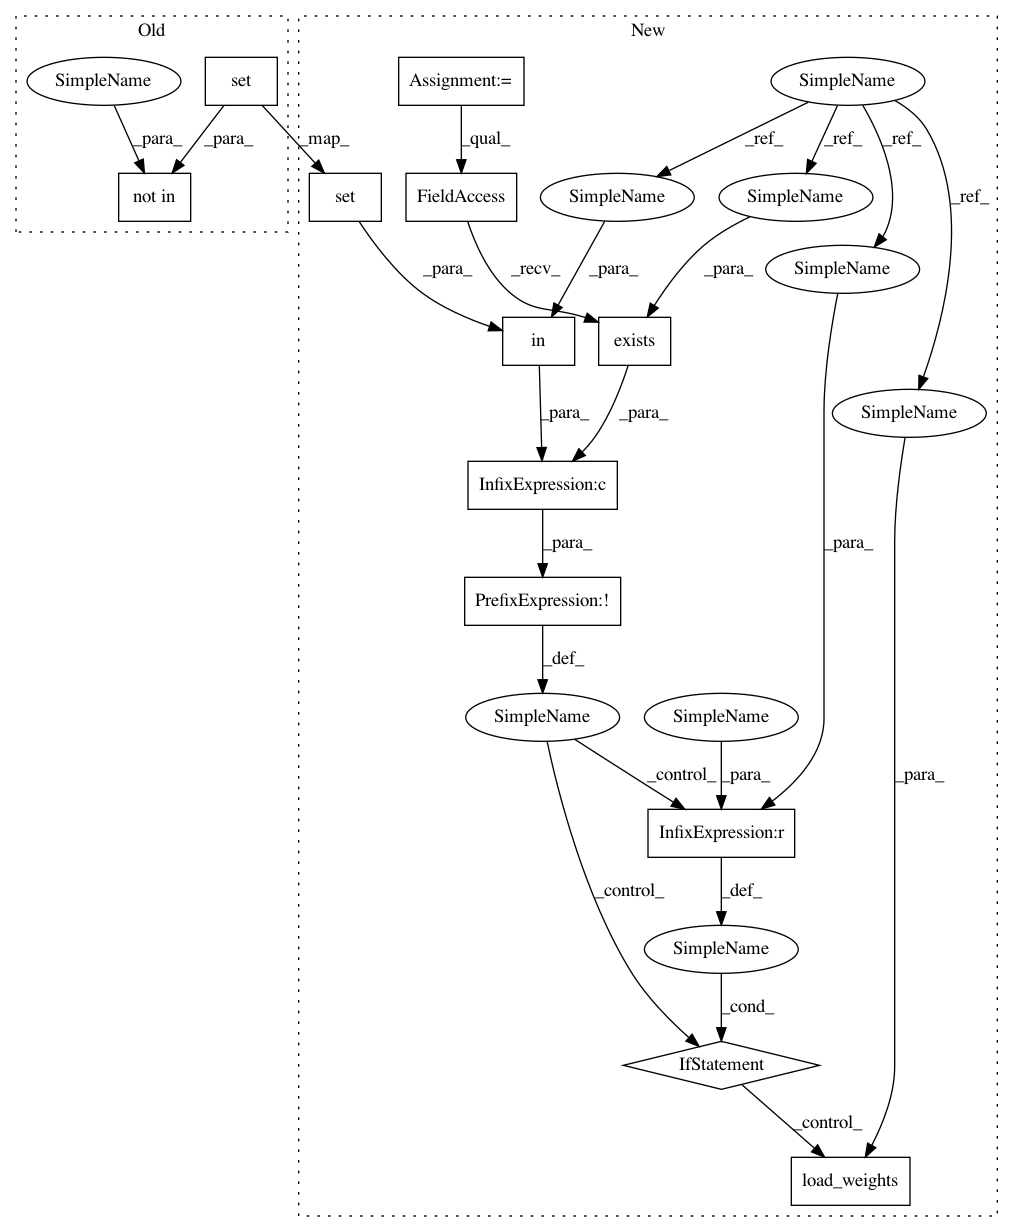 Old
New
SimpleName
set
Assignment:=
SimpleName
_para_
_para_
_map_
_qual_
_ref_
_ref_
_ref_
not in
set
FieldAccess
SimpleName
SimpleName
_ref_
_para_
_recv_
_para_
_para_
SimpleName
in
exists
_para_
_para_
SimpleName
InfixExpression:c
_para_
_para_
PrefixExpression:!
_def_
SimpleName
SimpleName
_control_
_para_
_para_
InfixExpression:r
_control_
_def_
SimpleName
_cond_
IfStatement
_control_
load_weights